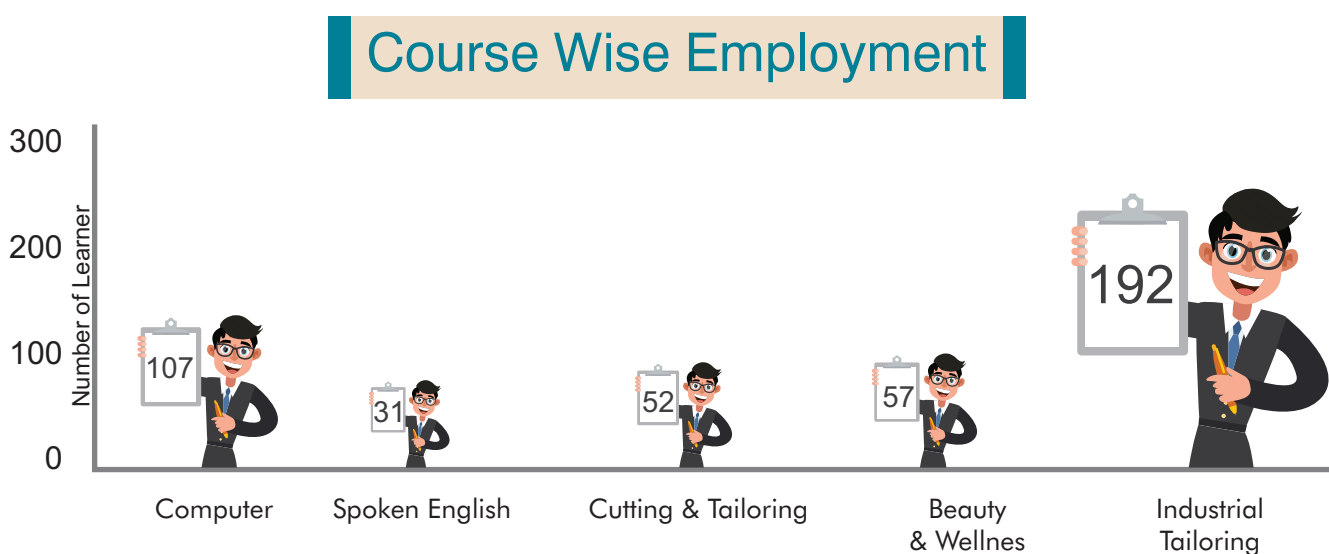 Course Wise Employment
300
200
100
0
Number of Learner
107
31
52
57
192
Computer
Spoken English
Cutting & Tailoring
Beauty
& Wellnes
Industrial
Tailoring